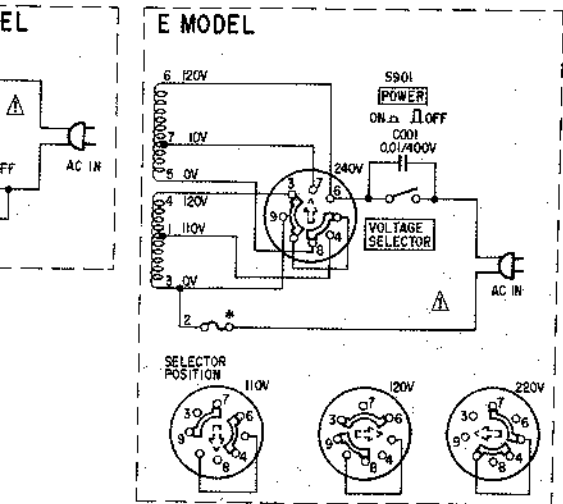 EL
FF
AC IN
E MODEL
6 120V
7 10V
5 0V
4 120V
1 110V
3 0V
2
*
S901
POWER
ON OFF
C001
0.01/400V
240V
3 7 6
9 4
8
VOLTAGE
SELECTOR
AC IN
SELECTOR
POSITION
110V
3 7 6
9 4
8
120V
3 7 6
9 4
8
220V
3 7 6
9 4
8